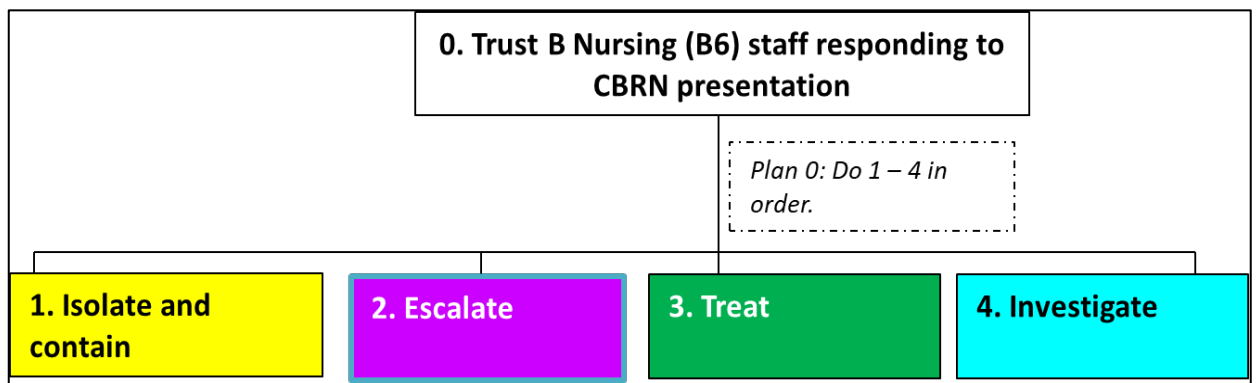 0. Trust B Nursing (B6) staff responding to
CBRN presentation
Plan 0: Do 1 – 4 in
order.
1. Isolate and
contain
2. Escalate
3. Treat
4. Investigate